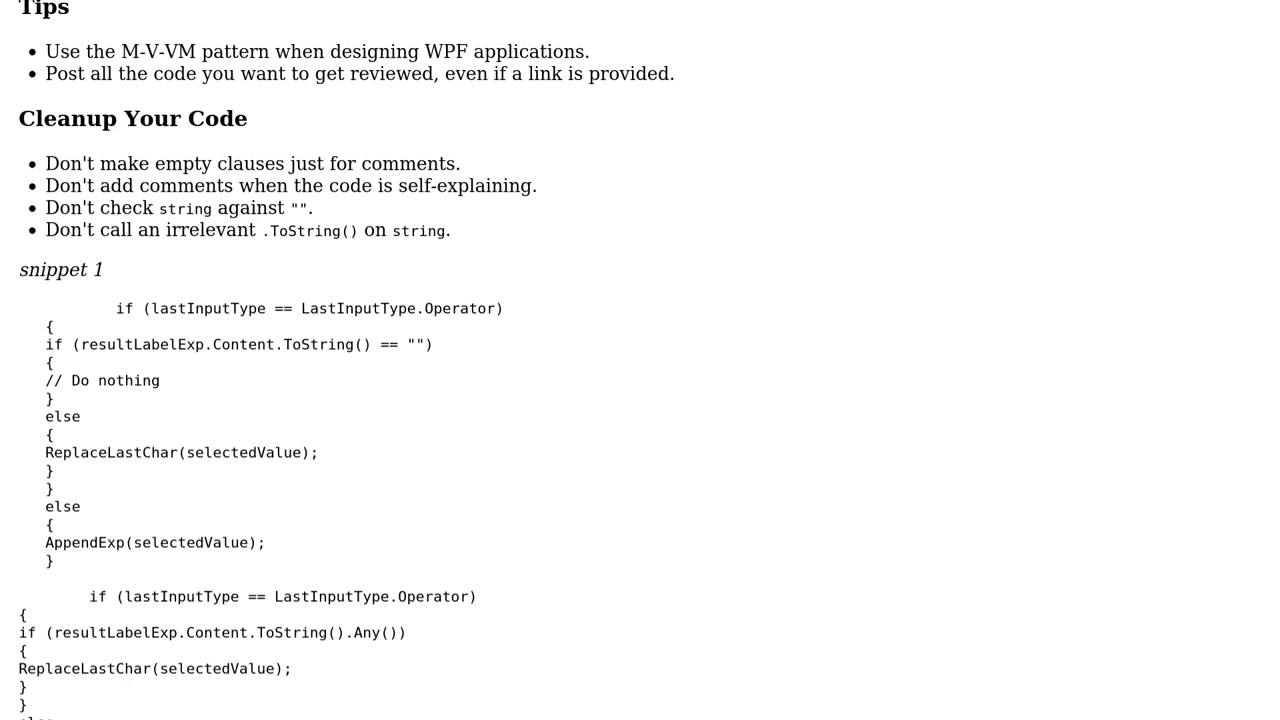 Tips
Use the M-V-VM pattern when designing WPF applications.
Post all the code you want to get reviewed, even if a link is provided.
Cleanup Your Code
Don't make empty clauses just for comments.
Don't add comments when the code is self-explaining.
Don't check string against "".
Don't call an irrelevant .ToString() on string.
snippet 1
if (lastInputType == LastInputType.Operator)
{
if (resultLabelExp.Content.ToString() == "")
{
// Do nothing
}
else
{
ReplaceLastChar(selectedValue);
}
}
else
{
AppendExp(selectedValue);
}
if (lastInputType == LastInputType.Operator)
{
if (resultLabelExp.Content.ToString().Any())
{
ReplaceLastChar(selectedValue);
}
}
else